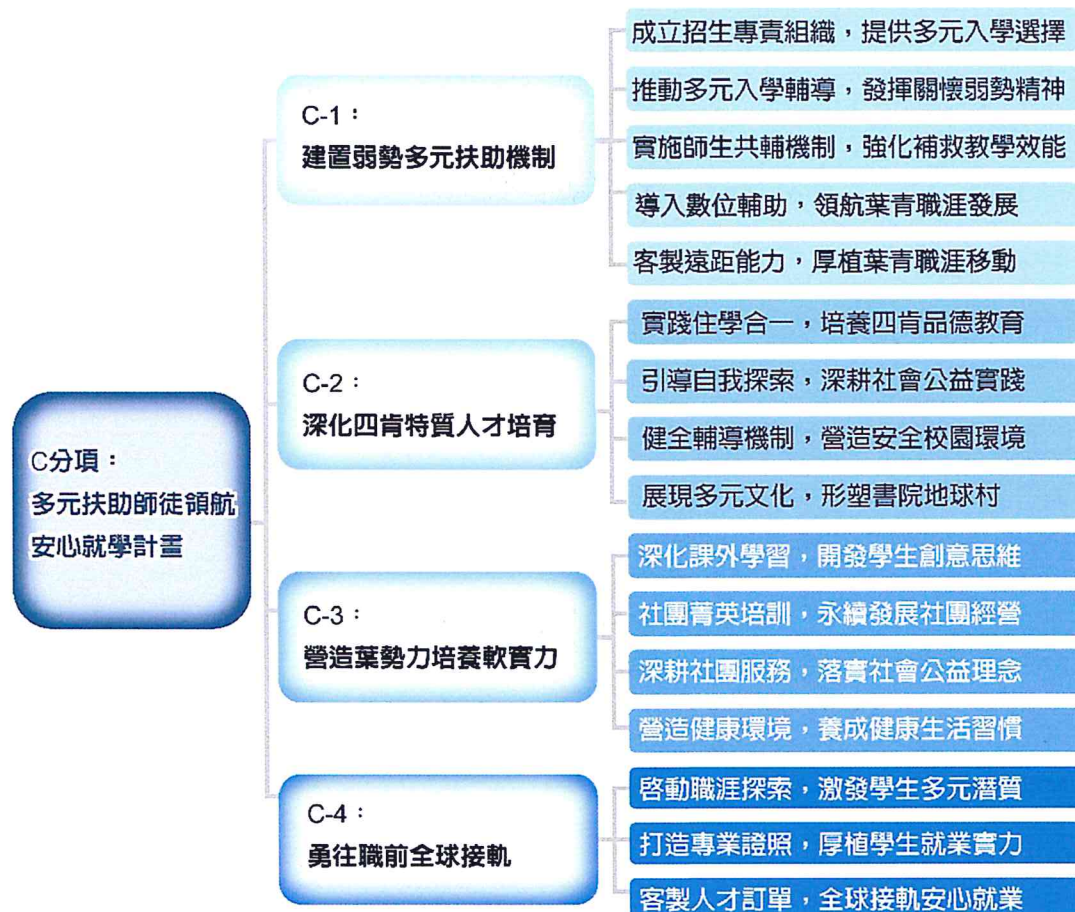 C分項：
多元扶助師徒領航
安心就學計畫
C-1：
建置弱勢多元扶助機制
成立招生專責組織，提供多元入學選擇
推動多元入學輔導，發揮關懷弱勢精神
實施師生共輔機制，強化補救教學效能
導入數位輔助，領航葉青職涯發展
客製遠距能力，厚植葉青職涯移動
C-2：
深化四肯特質人才培育
實踐住學合一，培養四肯品德教育
引導自我探索，深耕社會公益實踐
健全輔導機制，營造安全校園環境
展現多元文化，形塑書院地球村
C-3：
營造葉勢力培養軟實力
深化課外學習，開發學生創意思維
社團菁英培訓，永續發展社團經營
深耕社團服務，落實社會公益理念
營造健康環境，養成健康生活習慣
C-4：
勇往職前全球接軌
啓動職涯探索，激發學生多元潛質
打造專業證照，厚植學生就業實力
客製人才訂單，全球接軌安心就業